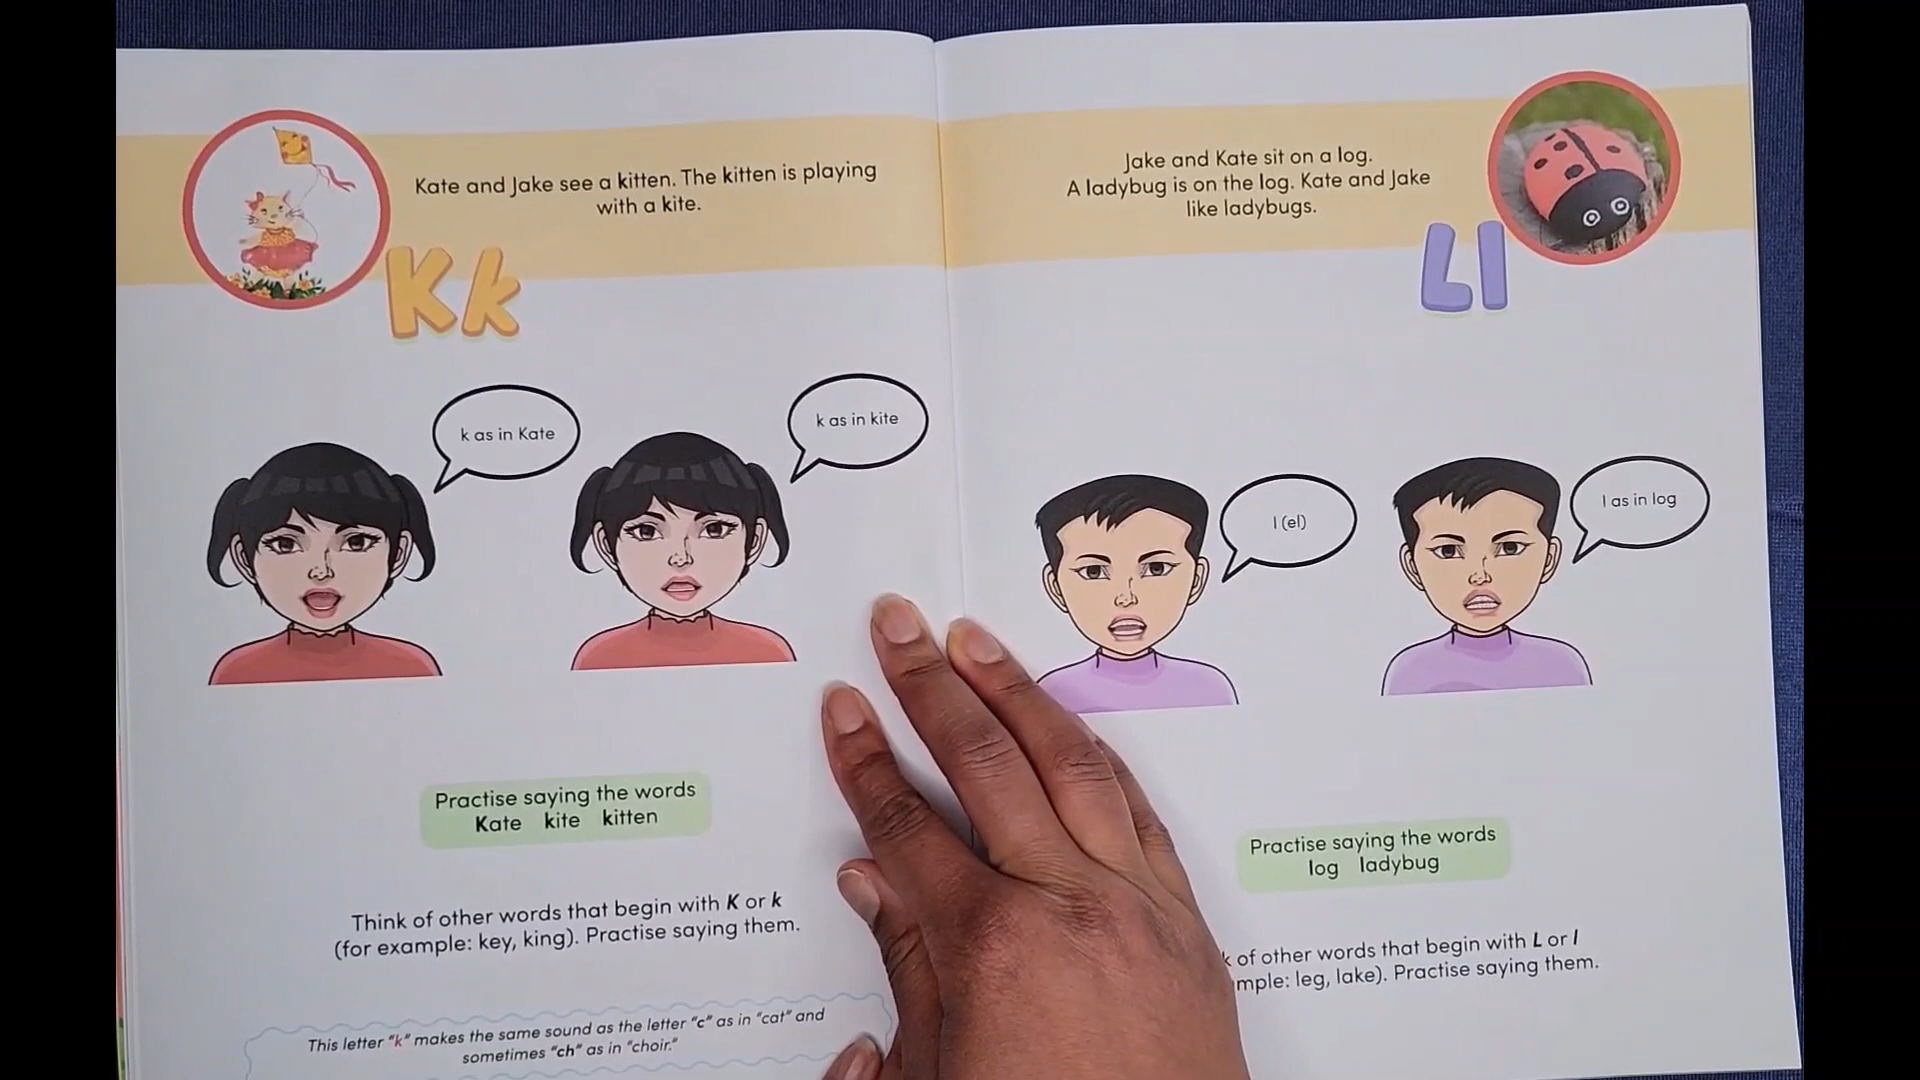 Kate and Jake see a kitten. The kitten is playing
with a kite.
Kk
k as in Kate
k as in kite
Practise saying the words
Kate kite kitten
Think of other words that begin with K or k
(for example: key, king). Practise saying them.
This letter "k" makes the same sound as the letter "c" as in "cat" and
sometimes "ch" as in "choir."
Jake and Kate sit on a log.
A ladybug is on the log. Kate and Jake
like ladybugs.
Ll
l (el)
l as in log
Practise saying the words
log ladybug
of other words that begin with L or l
leg, lake). Practise saying them.